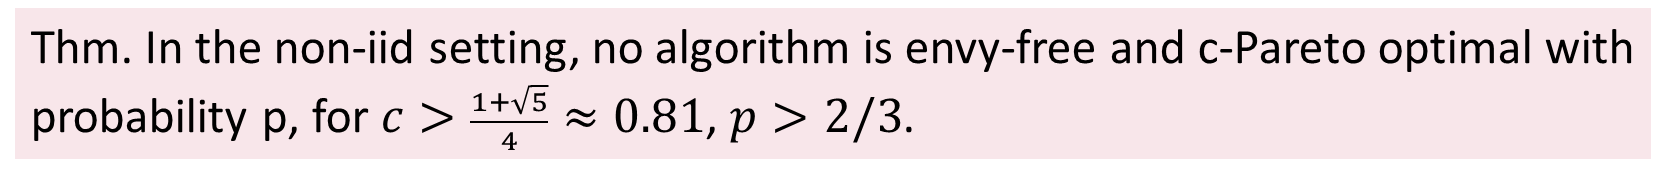 Thm. In the non-iid setting, no algorithm is envy-free and c-Pareto optimal with
probability p, for c > (1+√5)/4 ≈ 0.81, p > 2/3.